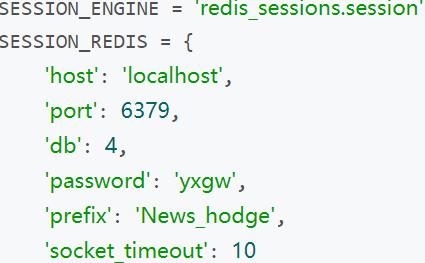 SESSION_ENGINE = 'redis_sessions.session'
SESSION_REDIS = {
'host': 'localhost',
'port': 6379,
'db': 4,
'password': 'yxgw',
'prefix': 'News_hodge',
'socket_timeout': 10